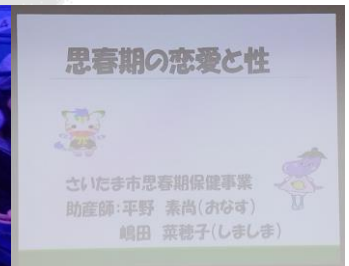 思春期の恋愛と性
さいたま市思春期保健事業
助産師:平野 素尚(おなす)
嶋田 菜穂子(しましま)